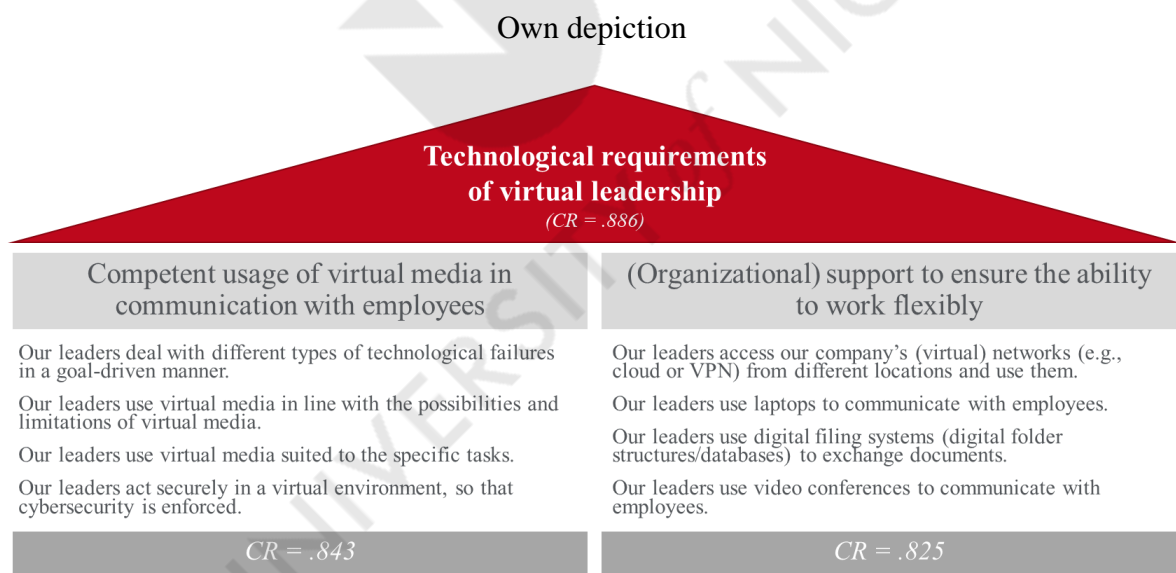 Own depiction
Technological requirements
of virtual leadership
(CR = .886)
Competent usage of virtual media in
communication with employees
Our leaders deal with different types of technological failures
in a goal-driven manner.
Our leaders use virtual media in line with the possibilities and
limitations of virtual media.
Our leaders use virtual media suited to the specific tasks.
Our leaders act securely in a virtual environment, so that
cybersecurity is enforced.
CR = .843
(Organizational) support to ensure the ability
to work flexibly
Our leaders access our company's (virtual) networks (e.g.,
cloud or VPN) from different locations and use them.
Our leaders use laptops to communicate with employees.
Our leaders use digital filing systems (digital folder
structures/databases) to exchange documents.
Our leaders use video conferences to communicate with
employees.
CR = .825
UNIVERSITY of NIC